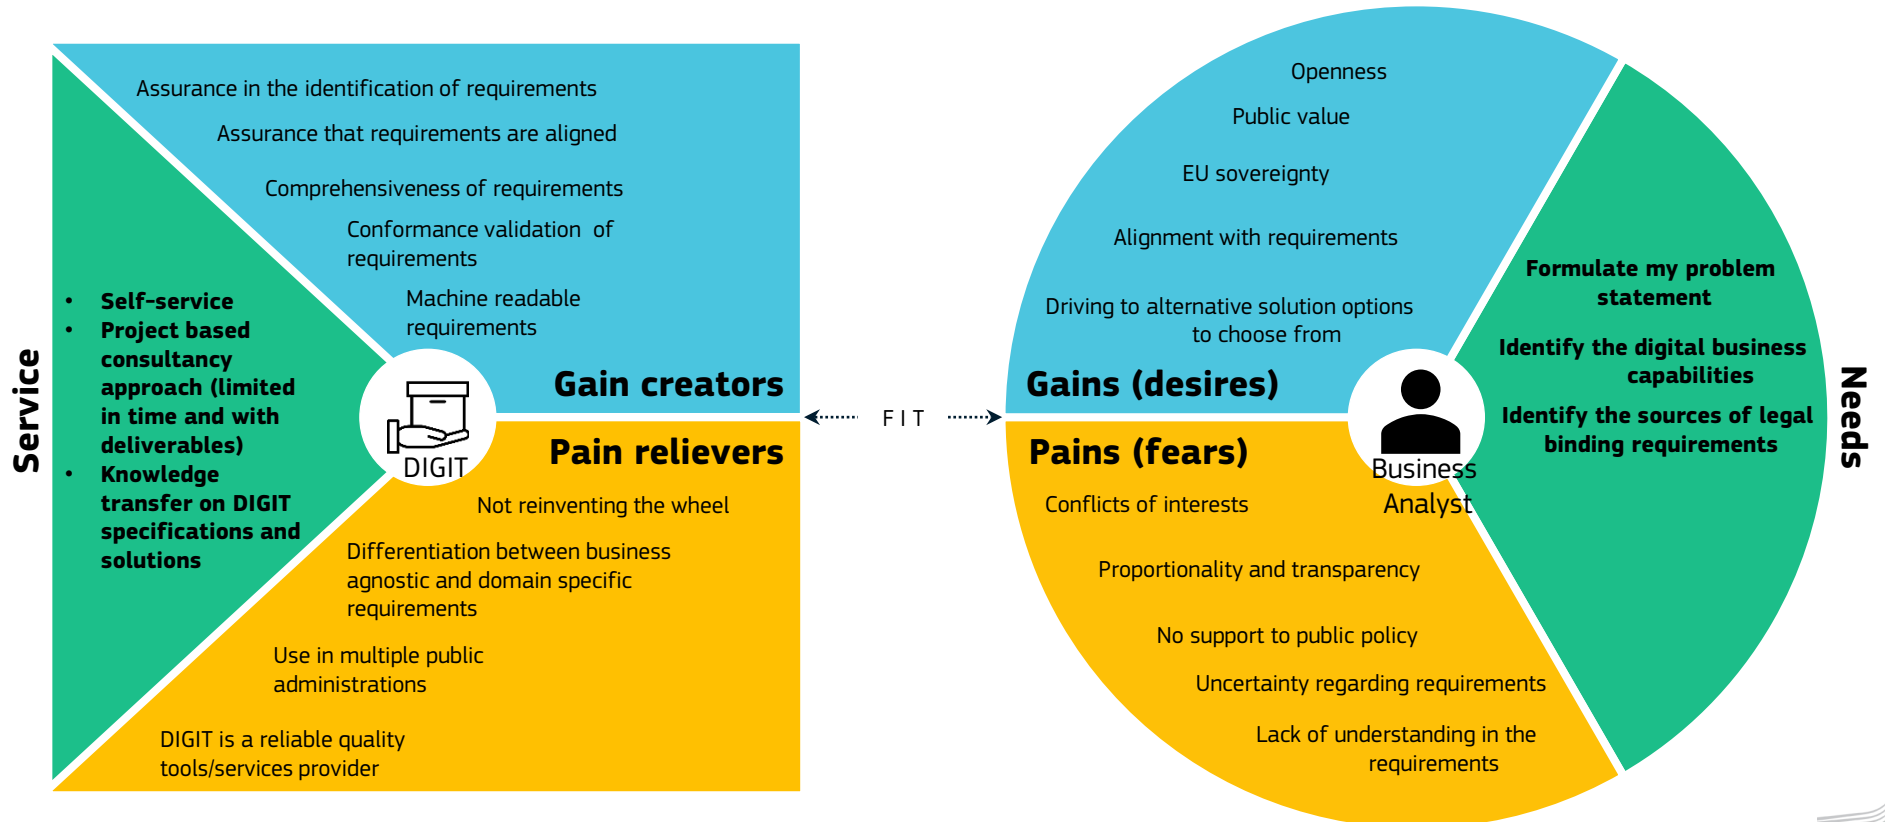 Service
Assurance in the identification of requirements
Assurance that requirements are aligned
Comprehensiveness of requirements
Conformance validation of
requirements
Machine readable
requirements
Gain creators
• Self-service
• Project based
consultancy
approach (limited
in time and with
deliverables)
• Knowledge
transfer on DIGIT
specifications and
solutions
DIGIT
Pain relievers
Not reinventing the wheel
Differentiation between business
agnostic and domain specific
requirements
Use in multiple public
administrations
DIGIT is a reliable quality
tools/services provider
FIT
Openness
Public value
EU sovereignty
Alignment with requirements
Driving to alternative solution options
to choose from
Gains (desires)
Pains (fears)
Conflicts of interests
Proportionality and transparency
No support to public policy
Uncertainty regarding requirements
Lack of understanding in the
requirements
Business
Analyst
Formulate my problem
statement
Identify the digital business
capabilities
Identify the sources of legal
binding requirements
Needs